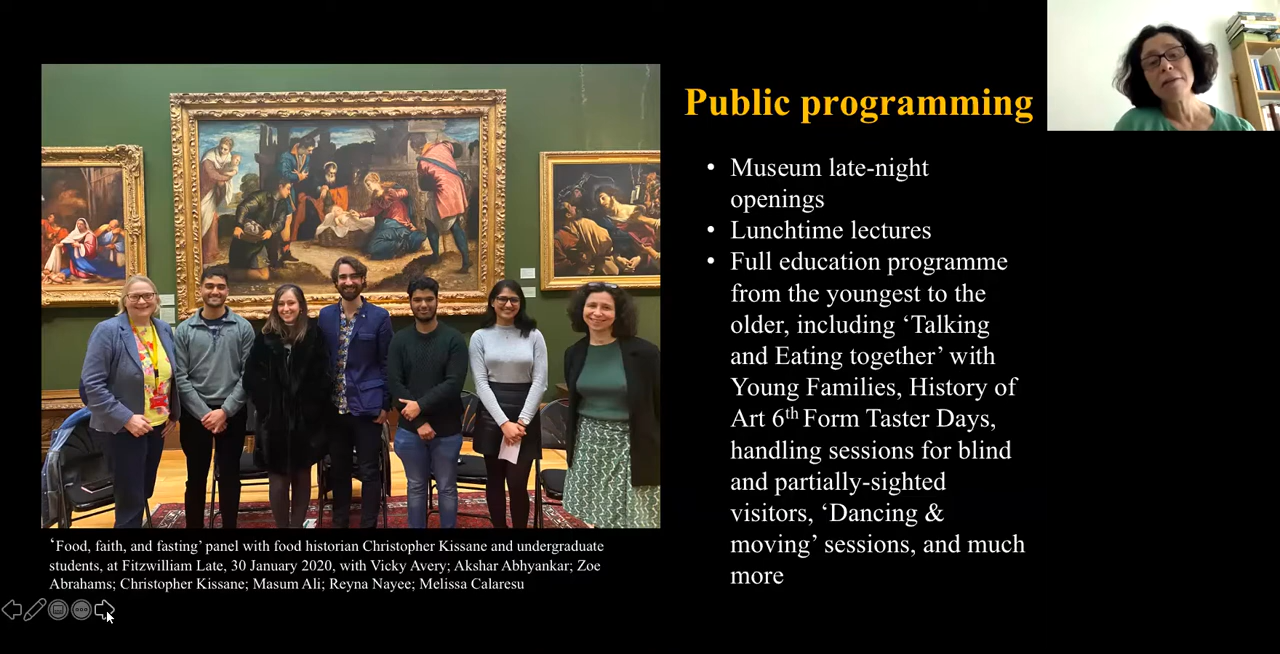 Public programming
• Museum late-night
openings
• Lunchtime lectures
• Full education programme
from the youngest to the
older, including ‘Talking
and Eating together’ with
Young Families, History of
Art 6th Form Taster Days,
handling sessions for blind
and partially-sighted
visitors, ‘Dancing &
moving’ sessions, and much
more
‘Food, faith, and fasting’ panel with food historian Christopher Kissane and undergraduate
students, at Fitzwilliam Late, 30 January 2020, with Vicky Avery; Akshar Abhyankar; Zoe
Abrahams; Christopher Kissane; Masum Ali; Reyna Nayee; Melissa Calaresu